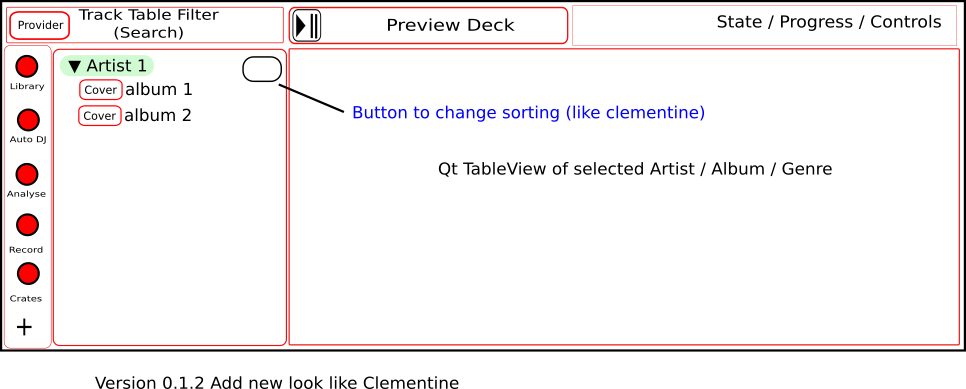 Provider
Track Table Filter
(Search)
Preview Deck
State / Progress / Controls
Library
Auto DJ
Analyse
Record
Crates
+
▼ Artist 1
Cover album 1
Cover album 2
Button to change sorting (like clementine)
Qt TableView of selected Artist / Album / Genre
Version 0.1.2 Add new look like Clementine